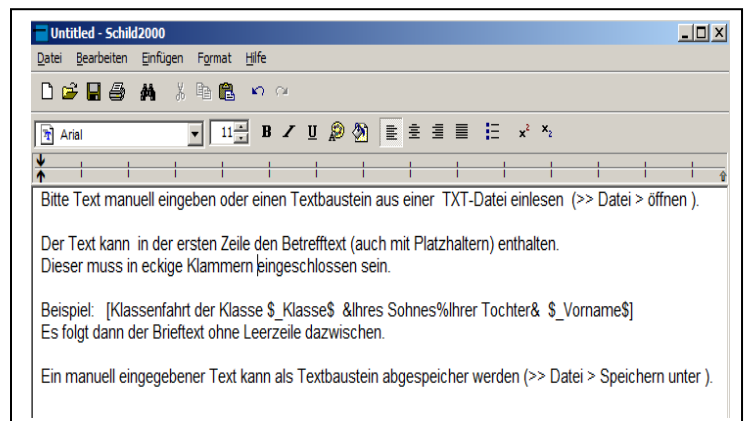 Untitled - Schild2000
Datei Bearbeiten Einfügen Format Hilfe
Arial 11 B I U x² x₂
Bitte Text manuell eingeben oder einen Textbaustein aus einer TXT-Datei einlesen (>> Datei > öffnen ).
Der Text kann in der ersten Zeile den Betrefftext (auch mit Platzhaltern) enthalten.
Dieser muss in eckige Klammern eingeschlossen sein.
Beispiel: [Klassenfahrt der Klasse $_Klasse$ &Ihres Sohnes%Ihrer Tochter& $_Vorname$]
Es folgt dann der Brieftext ohne Leerzeile dazwischen.
Ein manuell eingegebener Text kann als Textbaustein abgespeicher werden (>> Datei > Speichern unter ).